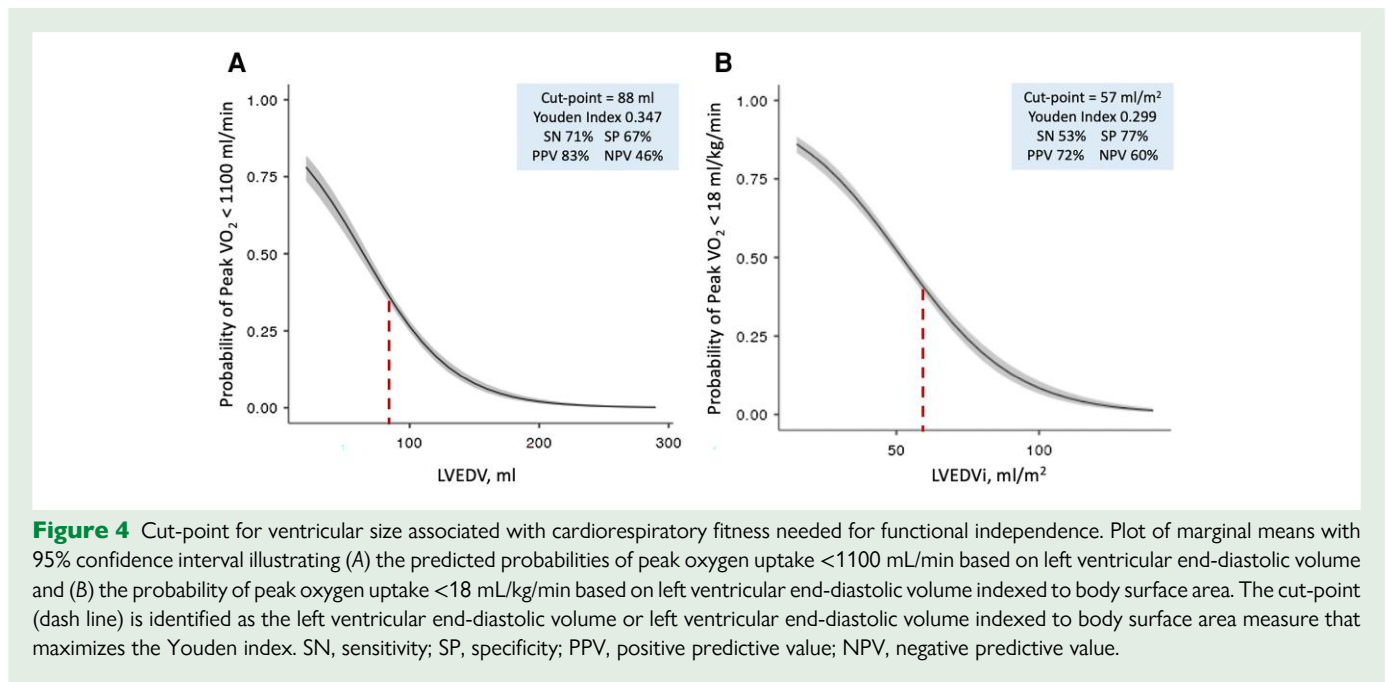 A
Probability of Peak VO₂ < 1100 ml/min
1.00
0.75
0.50
0.25
0.00
Cut-point = 88 ml
Youden Index 0.347
SN 71% SP 67%
PPV 83% NPV 46%
100
200
300
LVEDV, ml
B
Probability of Peak VO₂ < 18 ml/kg/min
1.00
0.75
0.50
0.25
0.00
Cut-point = 57 ml/m²
Youden Index 0.299
SN 53% SP 77%
PPV 72% NPV 60%
50
100
LVEDVi, ml/m²
Figure 4 Cut-point for ventricular size associated with cardiorespiratory fitness needed for functional independence. Plot of marginal means with
95% confidence interval illustrating (A) the predicted probabilities of peak oxygen uptake <1100 mL/min based on left ventricular end-diastolic volume
and (B) the probability of peak oxygen uptake <18 mL/kg/min based on left ventricular end-diastolic volume indexed to body surface area. The cut-point
(dash line) is identified as the left ventricular end-diastolic volume or left ventricular end-diastolic volume indexed to body surface area measure that
maximizes the Youden index. SN, sensitivity; SP, specificity; PPV, positive predictive value; NPV, negative predictive value.